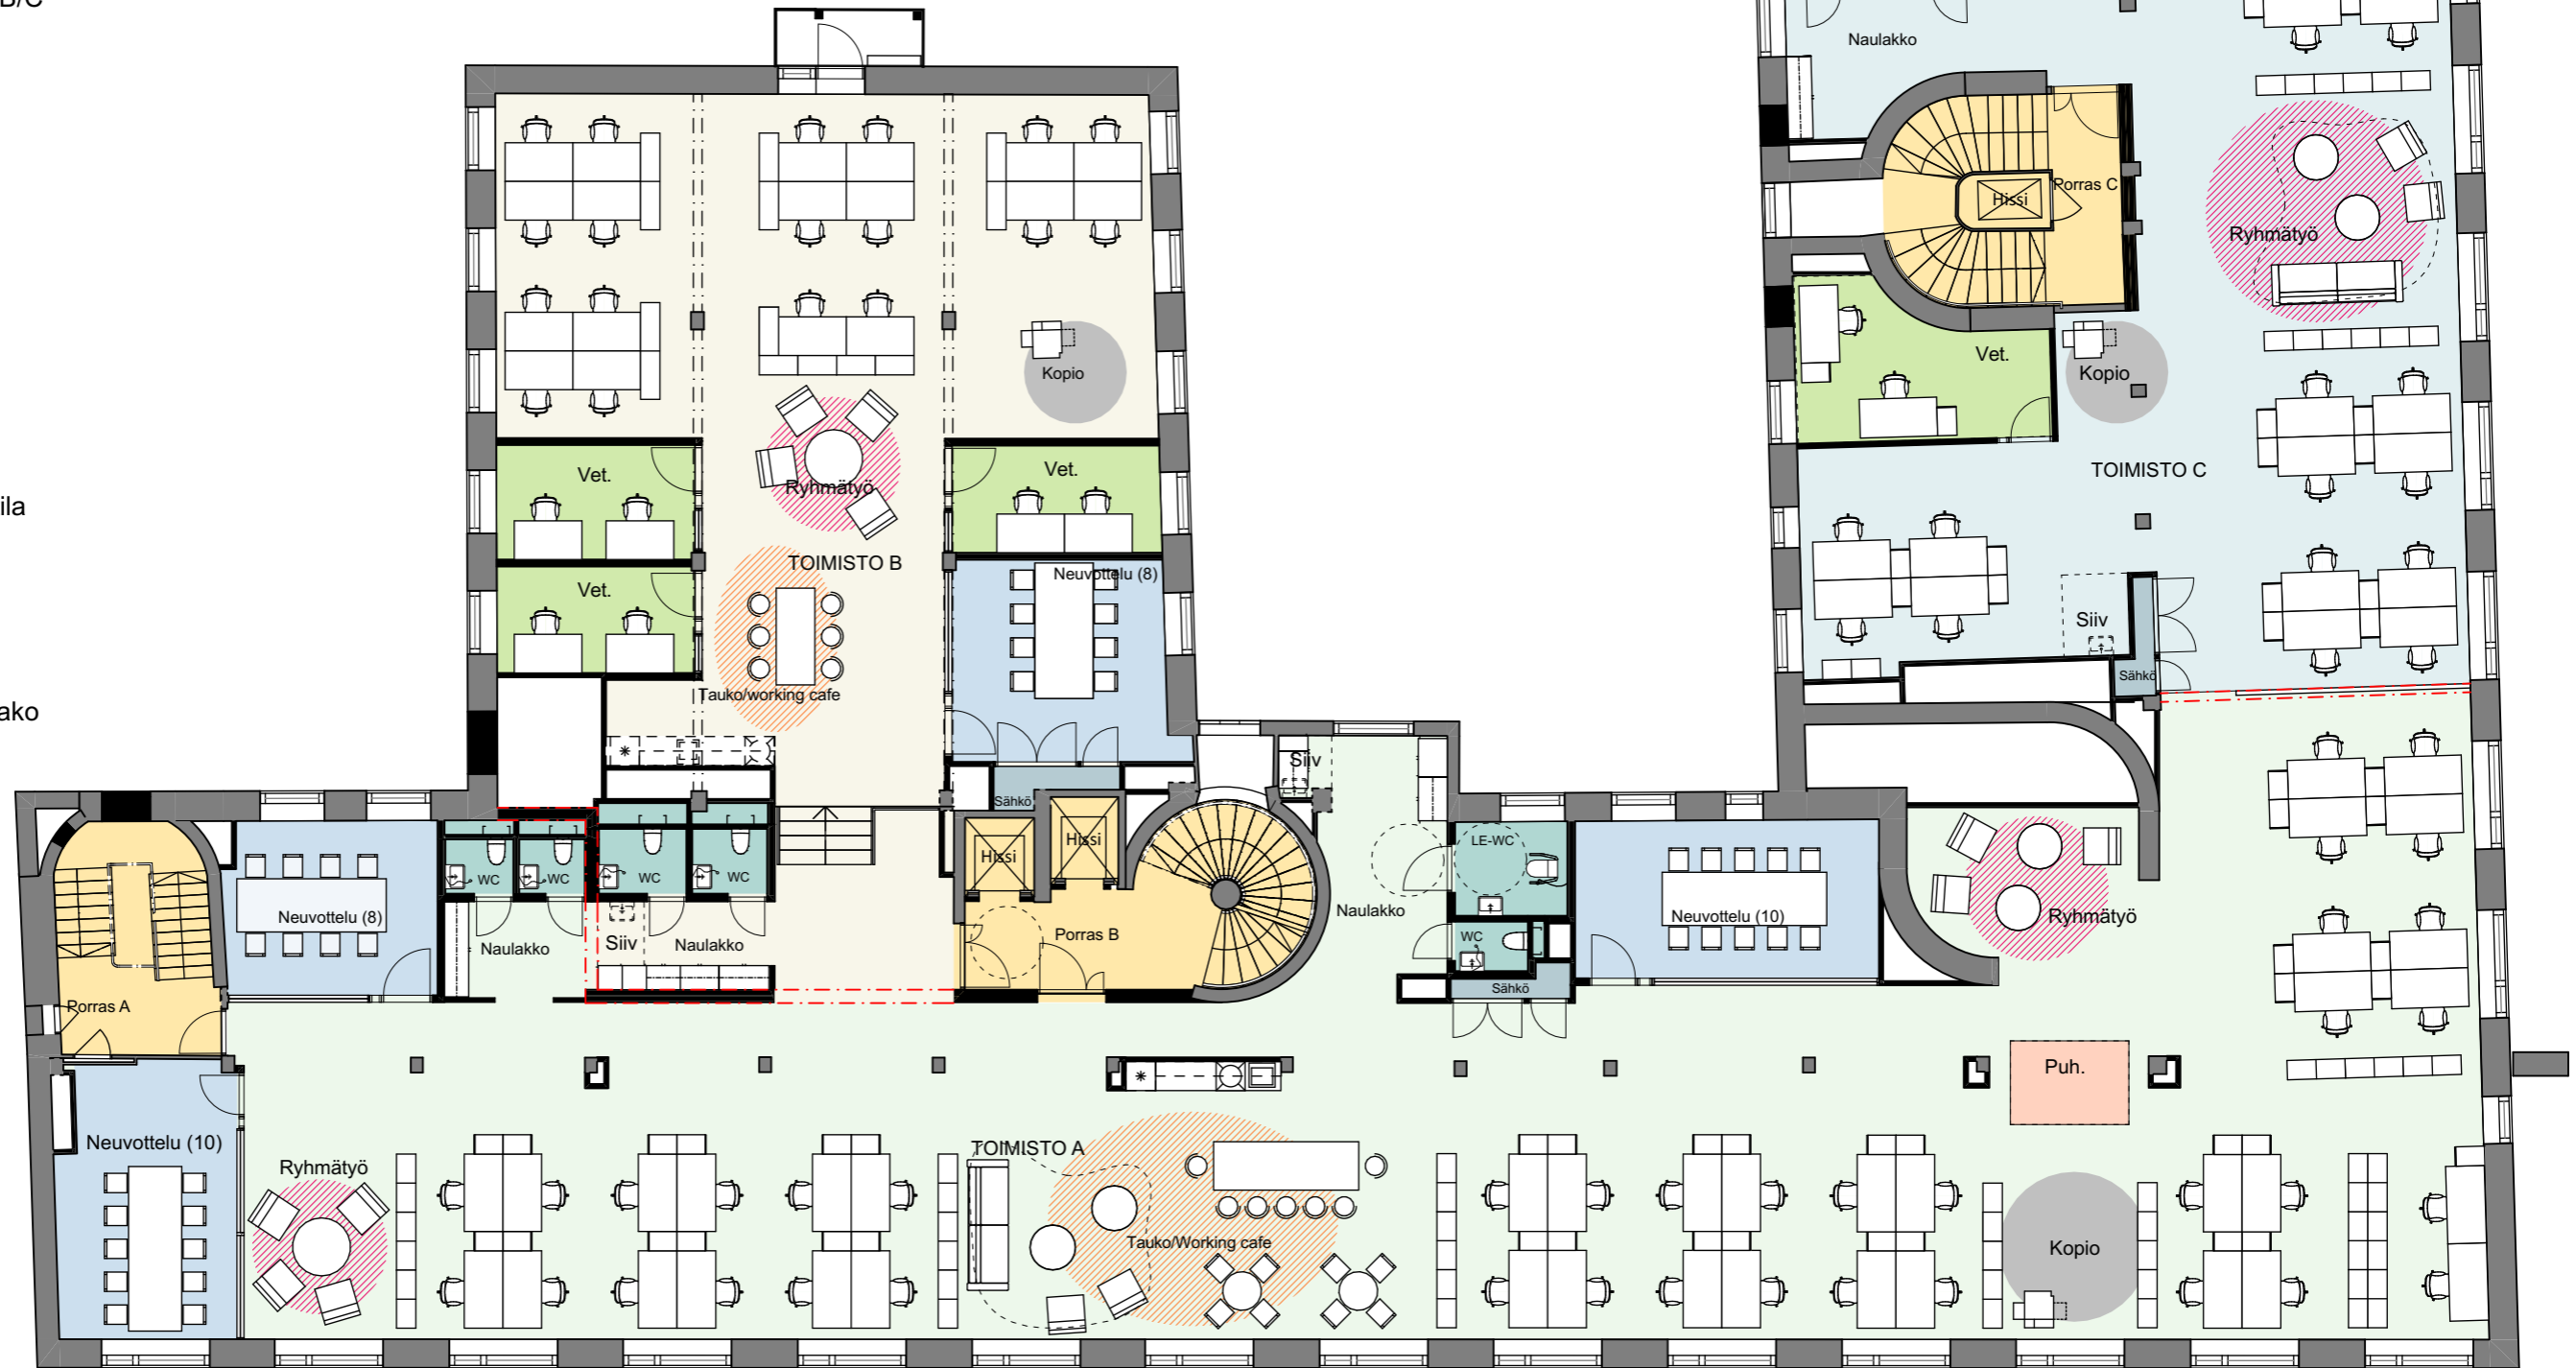 B/C
Naulakko
Hissi
Porras C
Ryhmätyö
Kopio
Vet.
Kopio
TOIMISTO C
Vet.
Ryhmätyö
Vet.
ila
TOIMISTO B
Neuvottelu (8)
Vet.
Siiv
Sähkö
Tauko/working cafe
ako
Siiv
Sähkö
Hissi
Hissi
LE-WC
WC
WC
WC
WC
Neuvottelu (8)
Naulakko
Neuvottelu (10)
Ryhmätyö
Siiv
Naulakko
Porras B
WC
Naulakko
Sähkö
Porras A
Puh.
Neuvottelu (10)
TOIMISTO A
Ryhmätyö
Tauko/Working cafe
Kopio